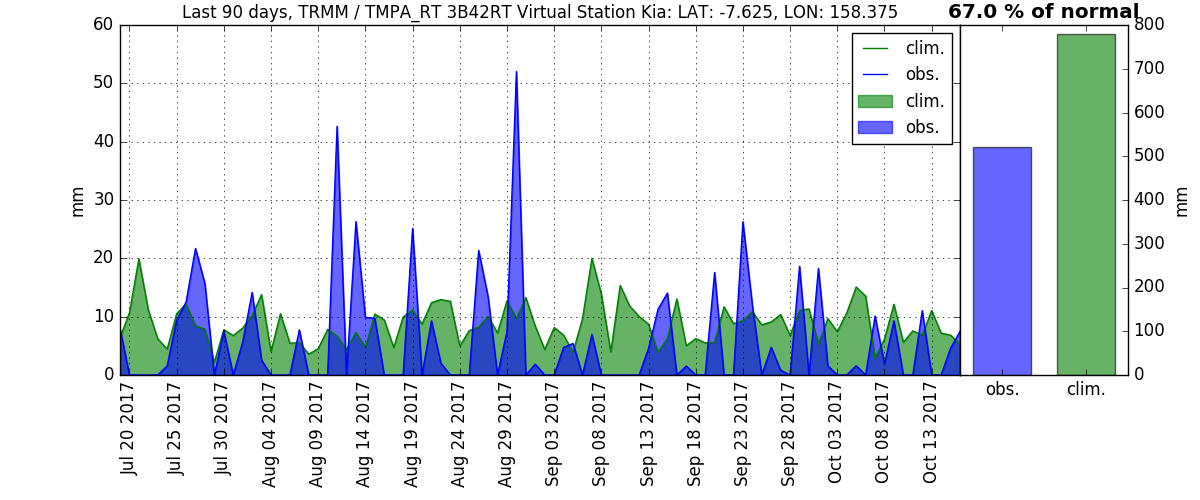 Last 90 days, TRMM / TMPA_RT 3B42RT Virtual Station Kia: LAT: -7.625, LON: 158.375
67.0 % of normal
60
50
40
30
20
10
0
mm
clim.
obs.
clim.
obs.
Jul 20 2017
Jul 25 2017
Jul 30 2017
Aug 04 2017
Aug 09 2017
Aug 14 2017
Aug 19 2017
Aug 24 2017
Aug 29 2017
Sep 03 2017
Sep 08 2017
Sep 13 2017
Sep 18 2017
Sep 23 2017
Sep 28 2017
Oct 03 2017
Oct 08 2017
Oct 13 2017
800
700
600
500
400
300
200
100
0
mm
obs.
clim.